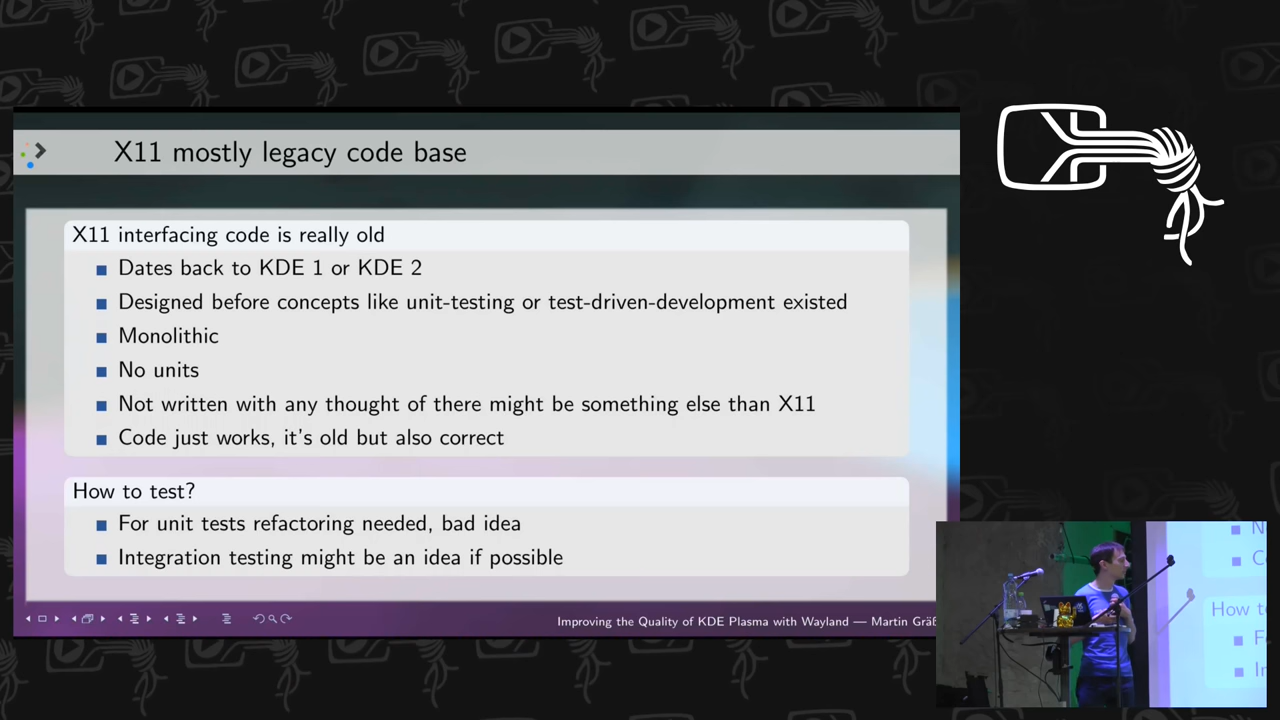 X11 mostly legacy code base
X11 interfacing code is really old
Dates back to KDE 1 or KDE 2
Designed before concepts like unit-testing or test-driven-development existed
Monolithic
No units
Not written with any thought of there might be something else than X11
Code just works, it's old but also correct
How to test?
For unit tests refactoring needed, bad idea
Integration testing might be an idea if possible
Improving the Quality of KDE Plasma with Wayland — Martin Gräß
N
C
How to
F
In